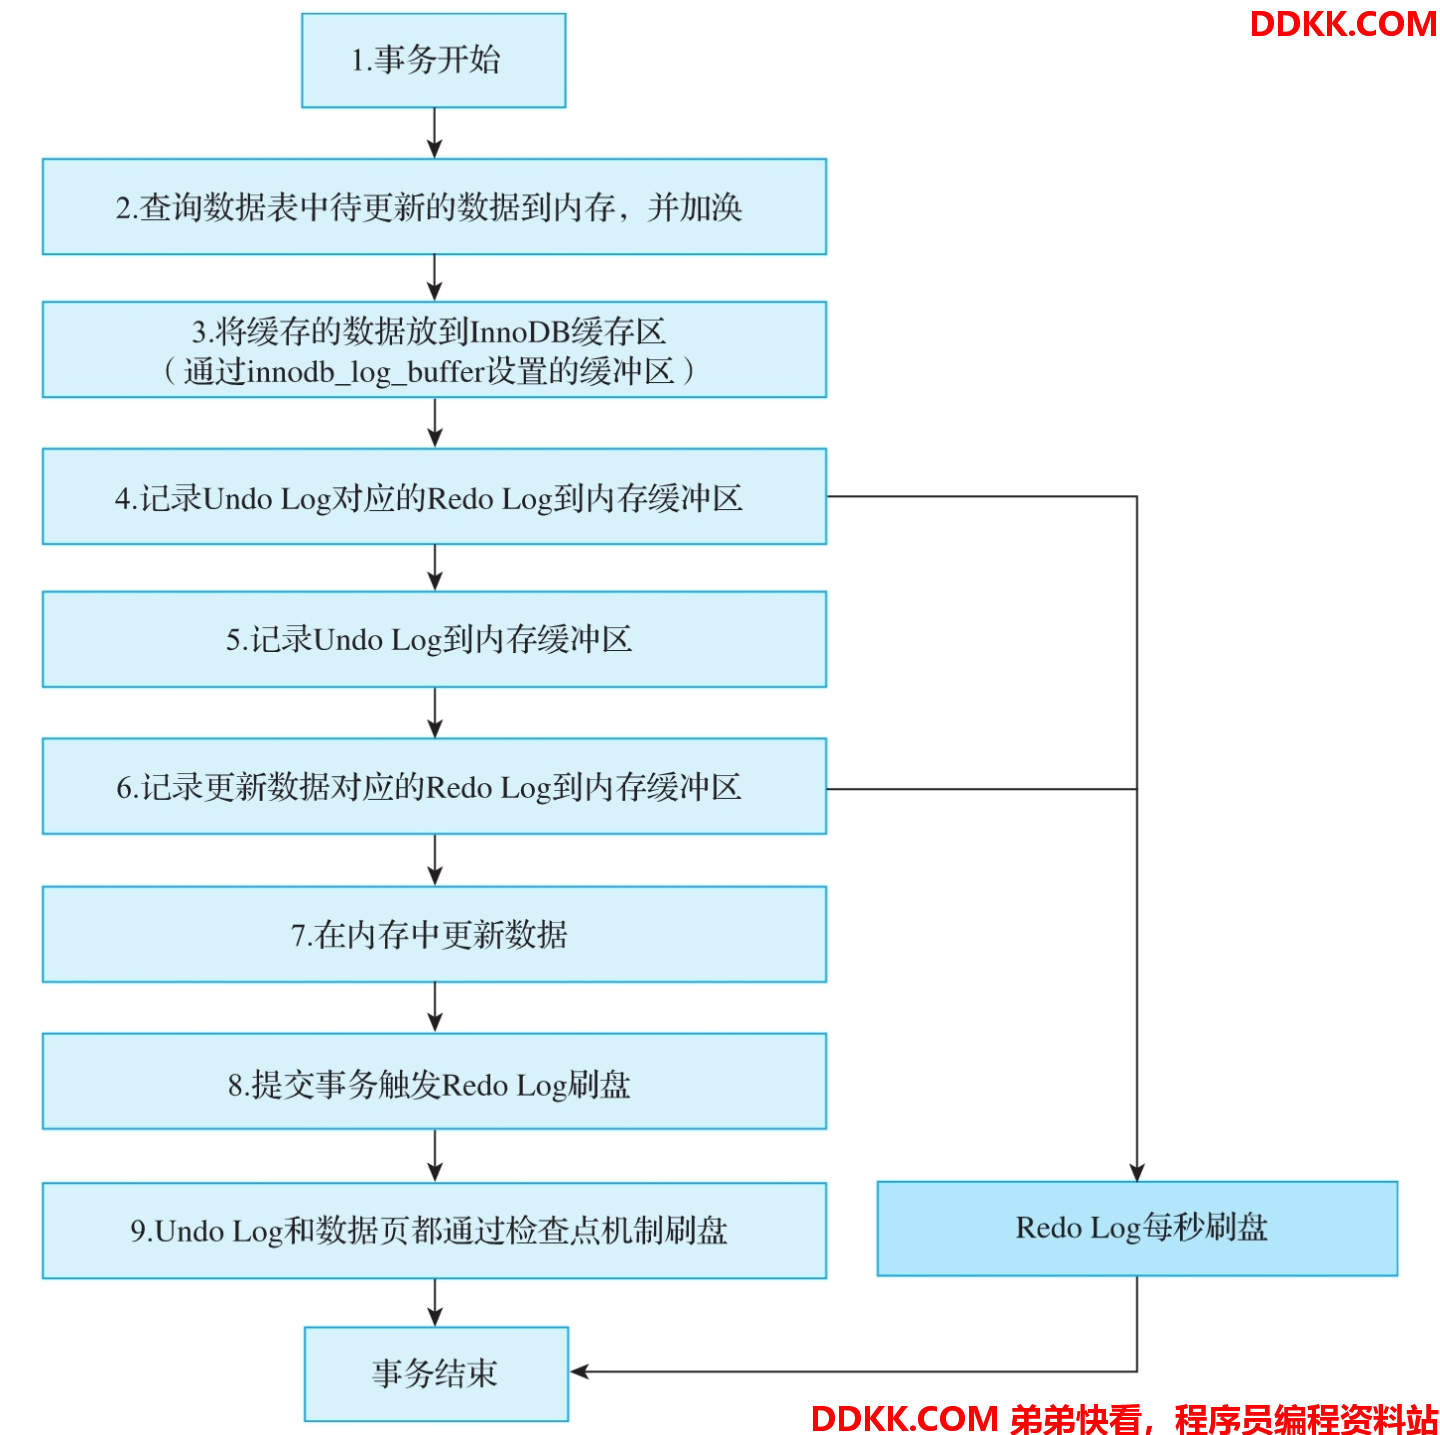 DDKK.COM
1.事务开始
2.查询数据表中待更新的数据到内存，并加涣
3.将缓存的数据放到InnoDB缓存区
（通过innodb_log_buffer设置的缓冲区）
4.记录Undo Log对应的Redo Log到内存缓冲区
5.记录Undo Log到内存缓冲区
6.记录更新数据对应的Redo Log到内存缓冲区
7.在内存中更新数据
8.提交事务触发Redo Log刷盘
9.Undo Log和数据页都通过检查点机制刷盘
Redo Log每秒刷盘
事务结束
DDKK.COM 弟弟快看，程序员编程资料站